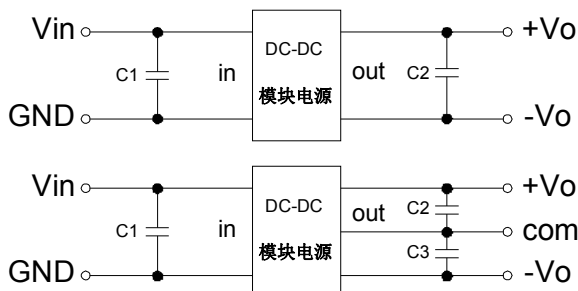 Vin DC-DC +Vo
C1 in out C2
模块电源
GND -Vo
Vin DC-DC +Vo
C1 in out C2
com
模块电源 C3
GND -Vo